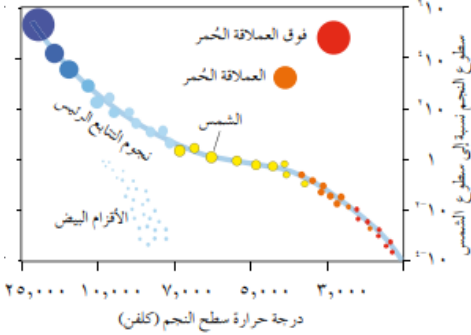 فوق العملاقة الحُمر
العملاقة الحُمر
الشمس
نجوم التتابع الرئيس
الأقزام البيض
سطوع النجم نسبة إلى سطوع الشمس
١٠
١٠
١٠
١
١٠
١٠
٢٥,٠٠٠ ١٠,٠٠٠ ٧,٠٠٠ ٥,٠٠٠ ٣,٠٠٠
درجة حرارة سطح النجم (كلفن)